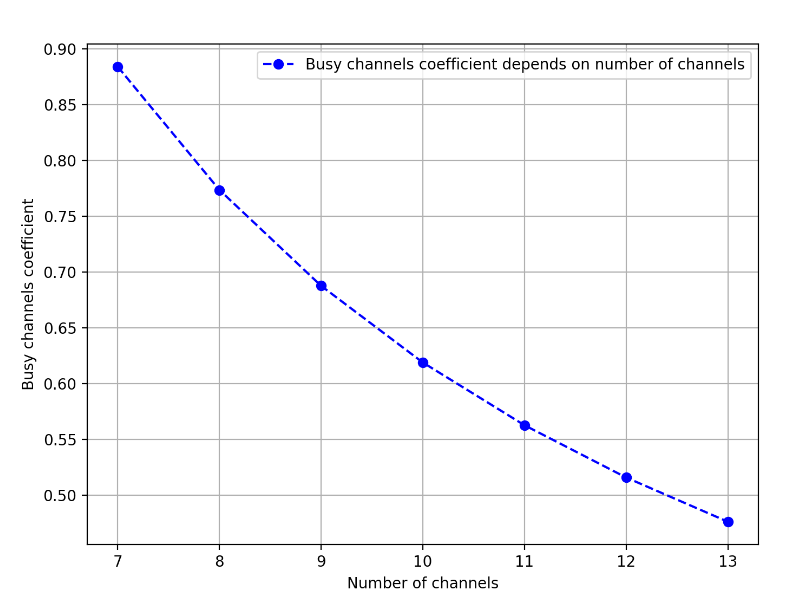 Busy channels coefficient depends on number of channels
0.90
0.85
0.80
0.75
0.70
0.65
0.60
0.55
0.50
Busy channels coefficient
7 8 9 10 11 12 13
Number of channels